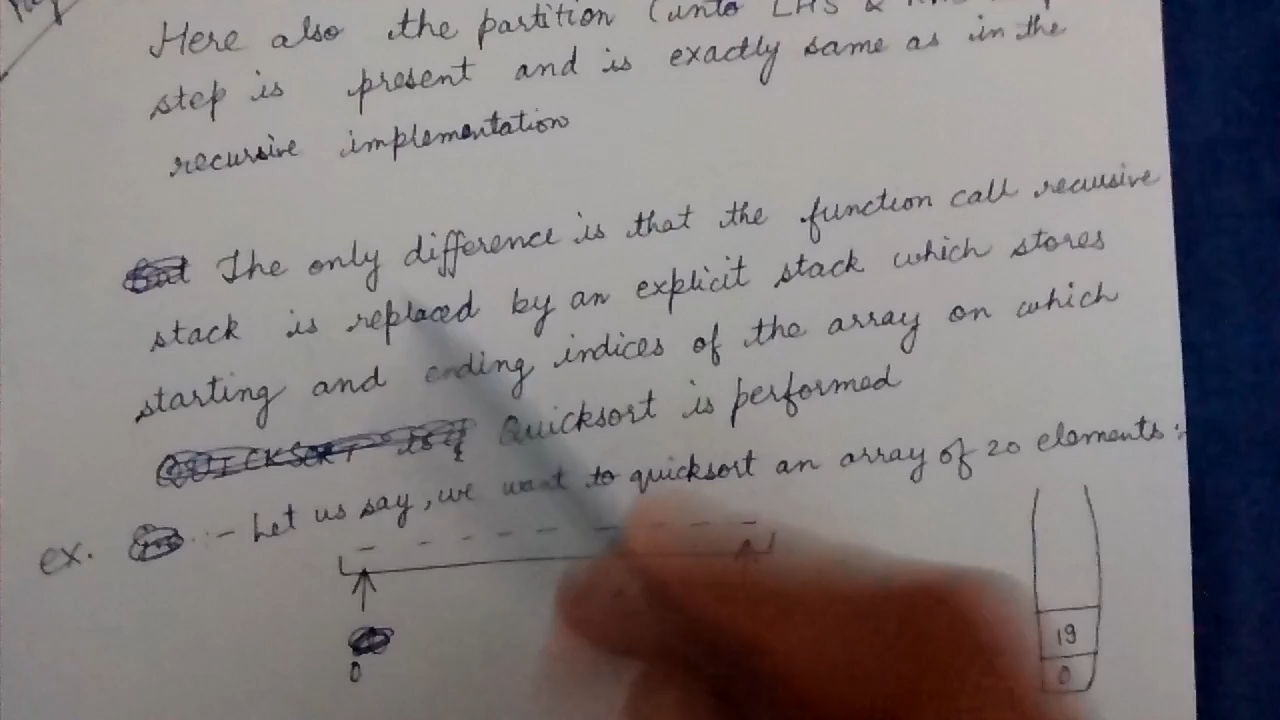 Here also the partition (into LHS &
step is present and is exactly same as in the
recursive implementation
The only difference is that the function call recursive
stack is replaced by an explicit stack which stores
starting and ending indices of the array on which
Quicksort is performed
ex. :- Let us say, we want to quicksort an array of 20 elements :-
0
19
0